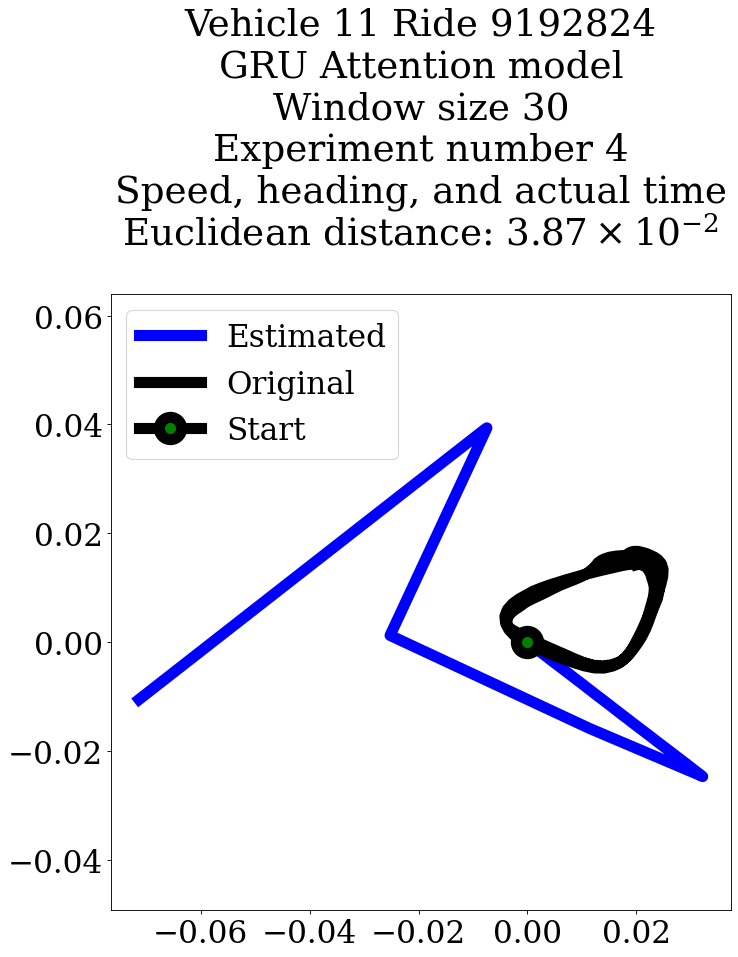 Vehicle 11 Ride 9192824
GRU Attention model
Window size 30
Experiment number 4
Speed, heading, and actual time
Euclidean distance: 3.87 × 10⁻²
Estimated
Original
Start
0.06
0.04
0.02
0.00
−0.02
−0.04
−0.06 −0.04 −0.02 0.00 0.02